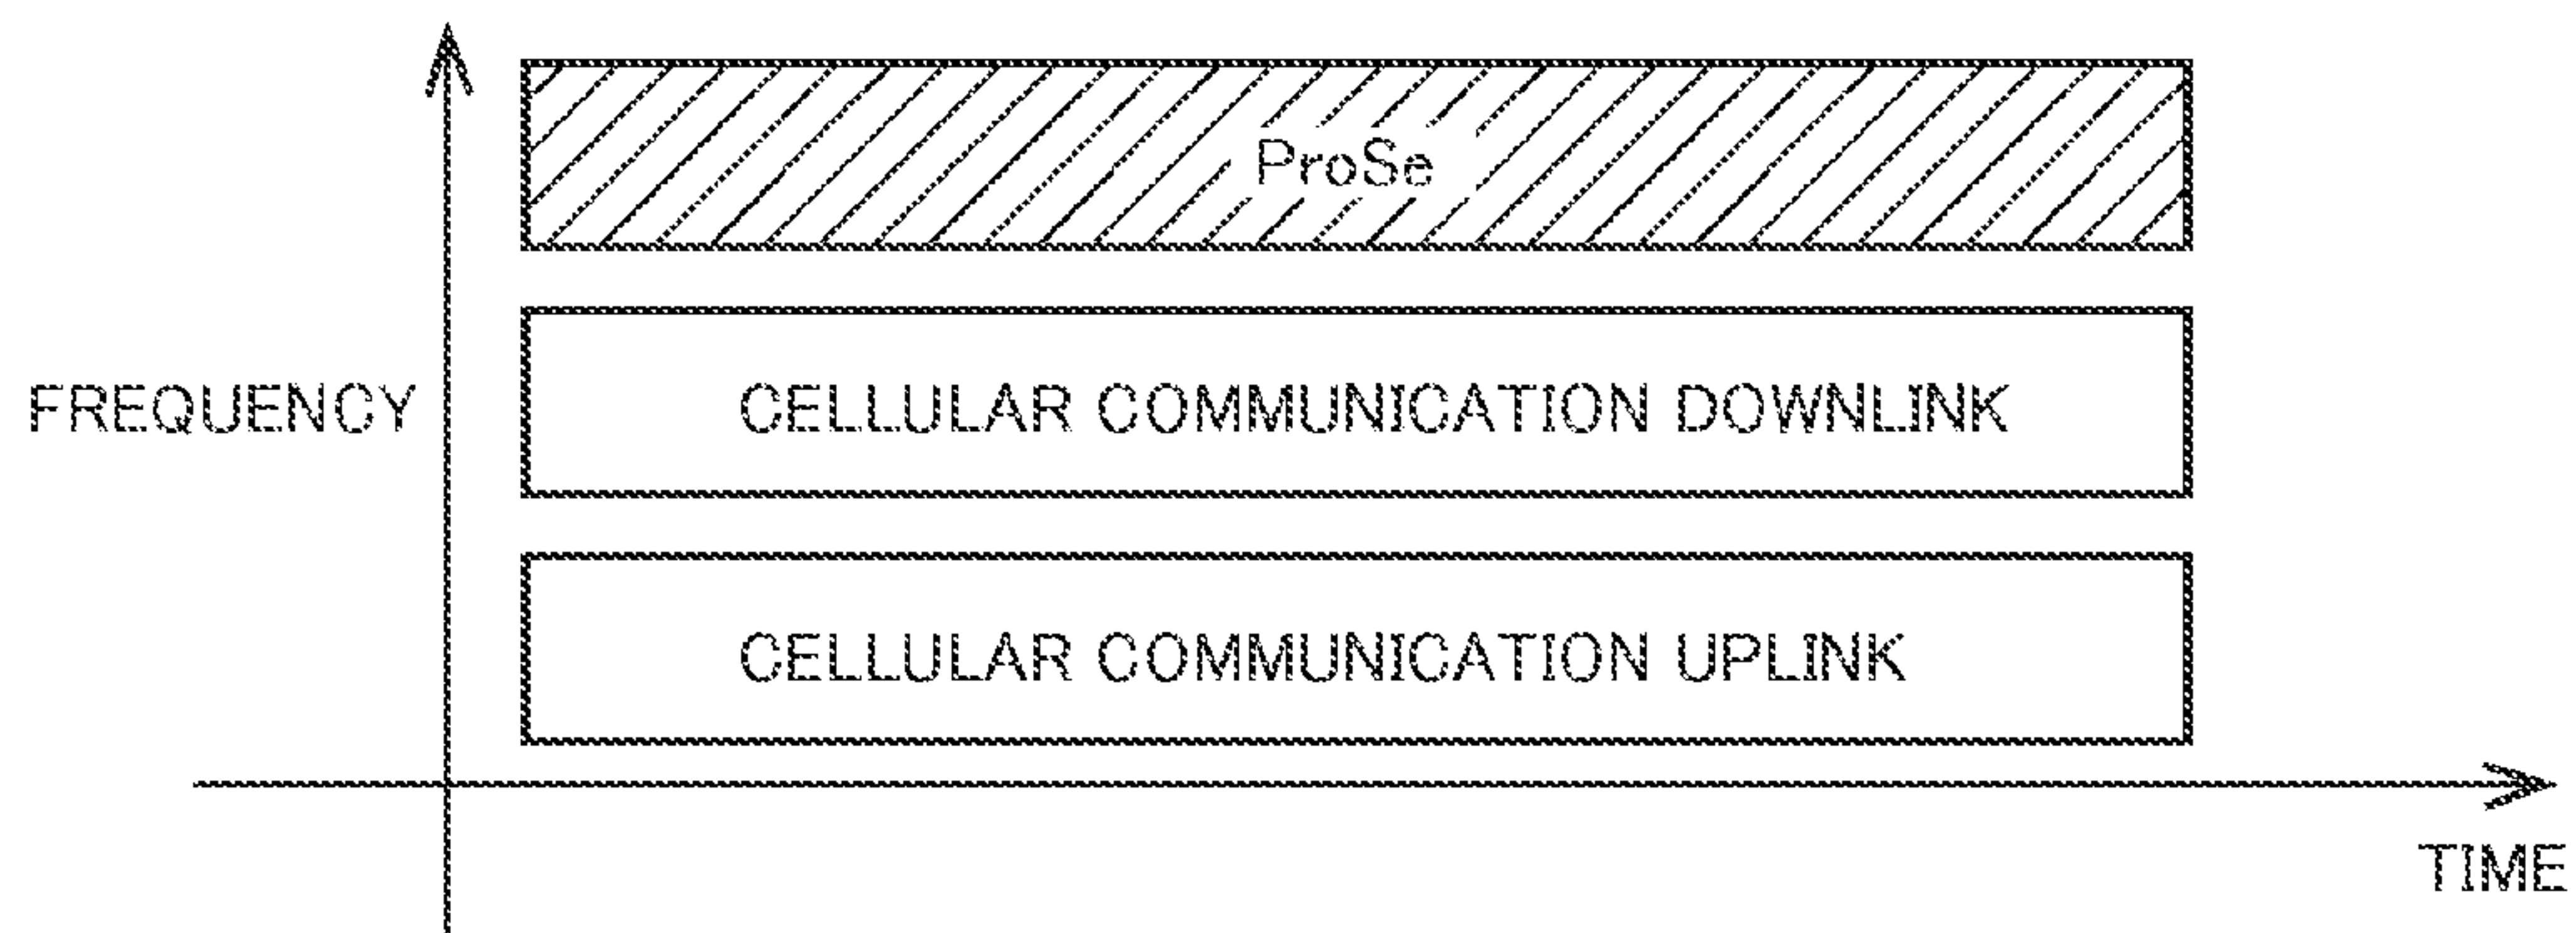 ProSe
FREQUENCY
CELLULAR COMMUNICATION DOWNLINK
CELLULAR COMMUNICATION UPLINK
TIME